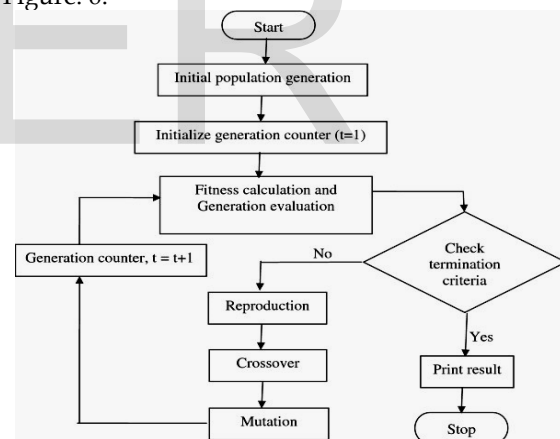 Figure. 6.
Start
Initial population generation
Initialize generation counter (t=1)
Fitness calculation and
Generation evaluation
Generation counter, t = t+1
No
Check
termination
criteria
Reproduction
Yes
Crossover
Print result
Mutation
Stop